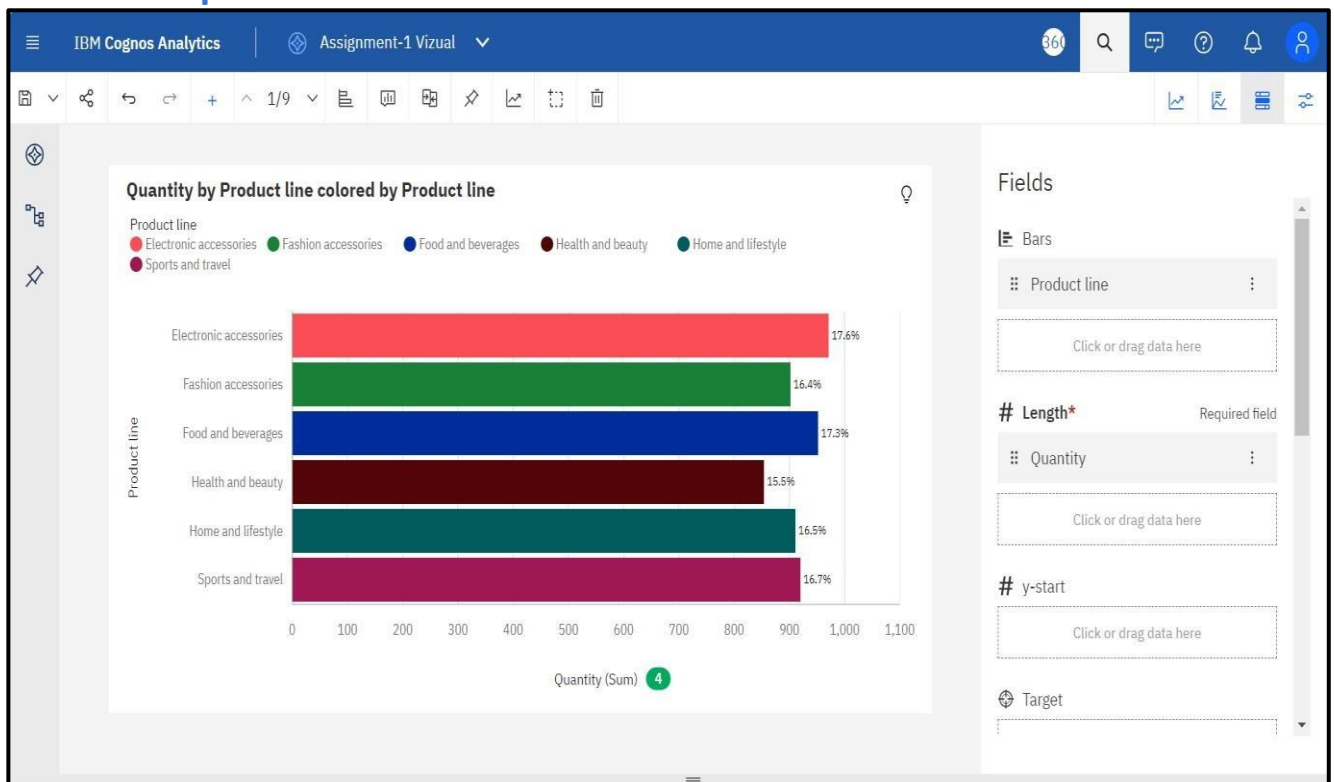 IBM Cognos Analytics Assignment-1 Vizual 360
1/9
Quantity by Product line colored by Product line
Product line
Electronic accessories Fashion accessories Food and beverages Health and beauty Home and lifestyle
Sports and travel
Product line
Electronic accessories 17.6%
Fashion accessories 16.4%
Food and beverages 17.3%
Health and beauty 15.5%
Home and lifestyle 16.5%
Sports and travel 16.7%
0 100 200 300 400 500 600 700 800 900 1,000 1,100
Quantity (Sum) 4
Fields
Bars
Product line
Click or drag data here
# Length* Required field
Quantity
Click or drag data here
# y-start
Click or drag data here
Target